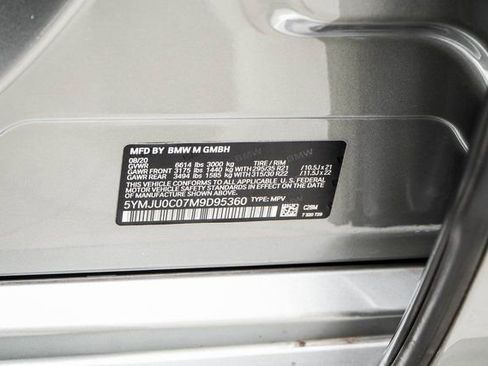 MFD BY BMW M GMBH
08/20
GVWR 6614 lbs 3000 kg TIRE / RIM
GAWR FRONT 3175 lbs 1440 kg WITH 295/35 R21 /10.5J x 21
GAWR REAR 3494 lbs 1585 kg WITH 315/30 R22 /11.5J x 22
THIS VEHICLE CONFORMS TO ALL APPLICABLE U.S. FEDERAL
MOTOR VEHICLE SAFETY STANDARDS IN EFFECT ON THE DATE OF
MANUFACTURE SHOWN ABOVE.
5YMJU0C07M9D95360 TYPE: MPV C2SM